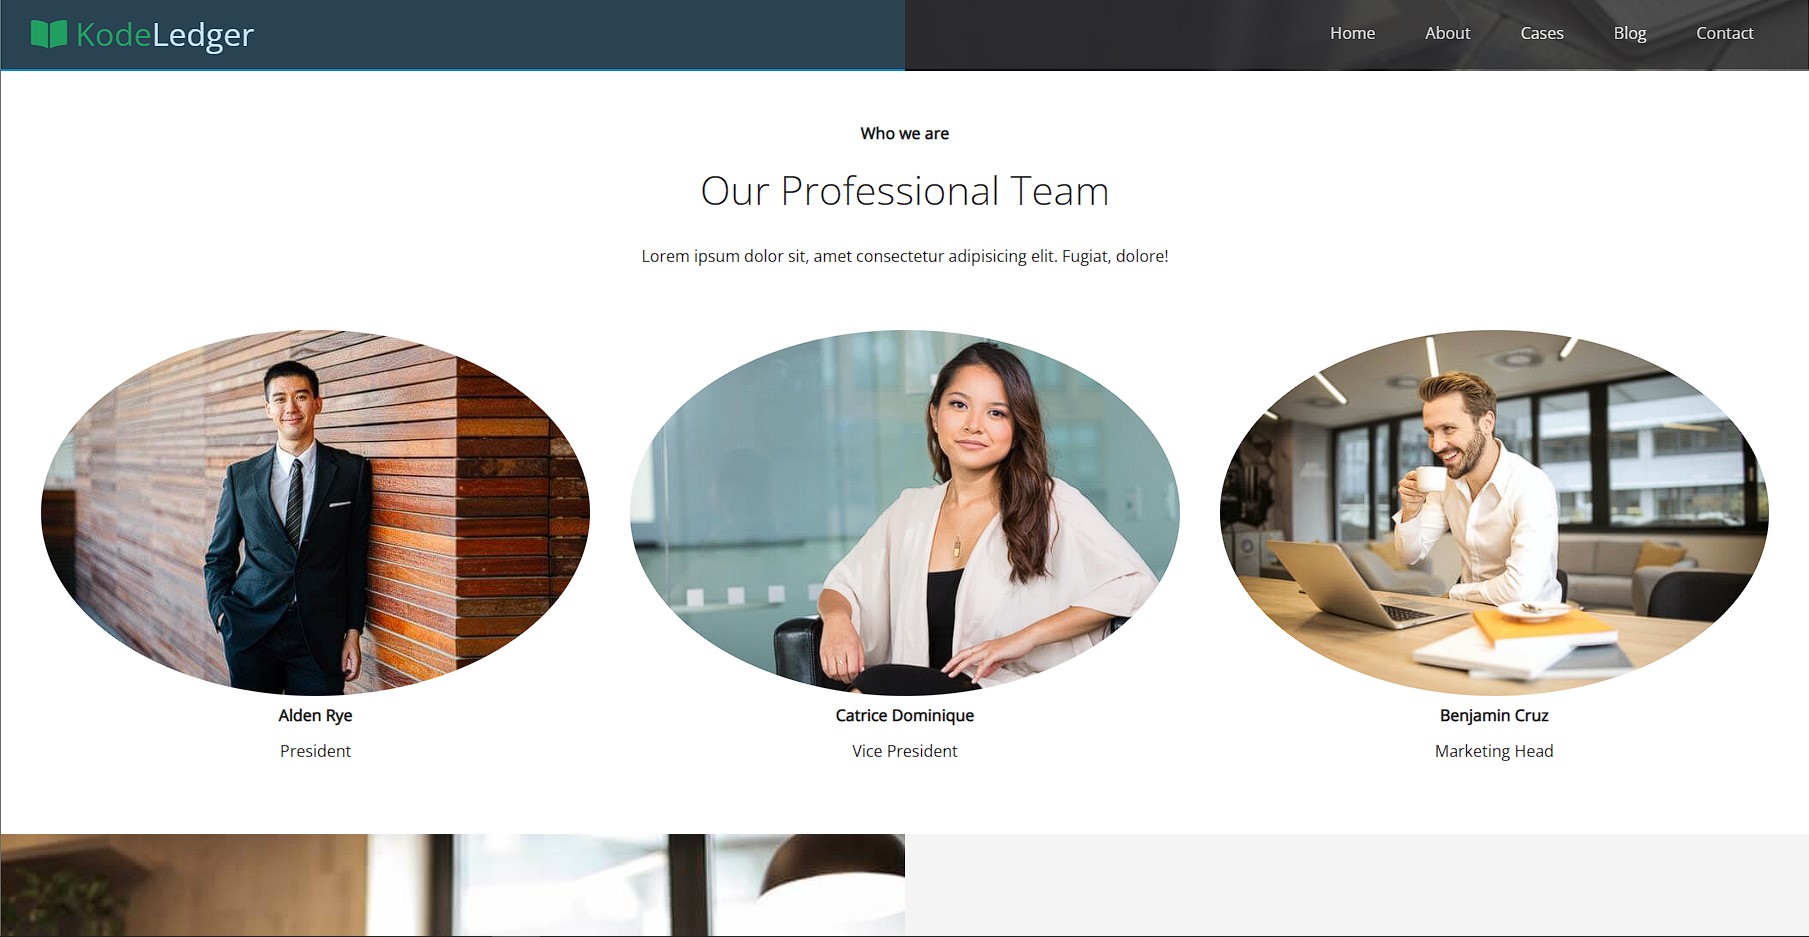 KodeLedger
Home About Cases Blog Contact
Who we are
Our Professional Team
Lorem ipsum dolor sit, amet consectetur adipisicing elit. Fugiat, dolore!
Alden Rye
President
Catrice Dominique
Vice President
Benjamin Cruz
Marketing Head